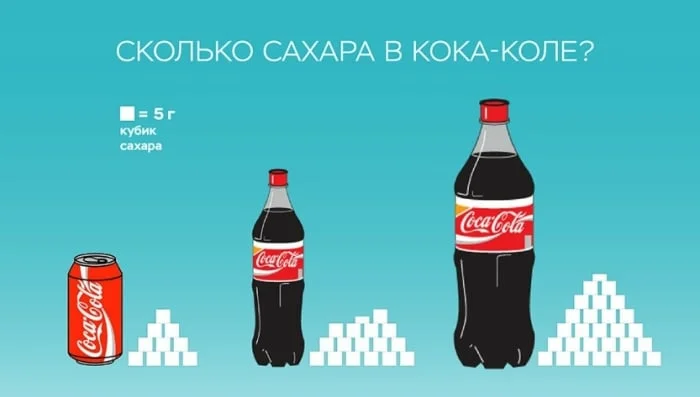 СКОЛЬКО САХАРА В КОКА-КОЛЕ?
= 5 г
кубик
сахара
Coca-Cola
Coca-Cola
Coca-Cola